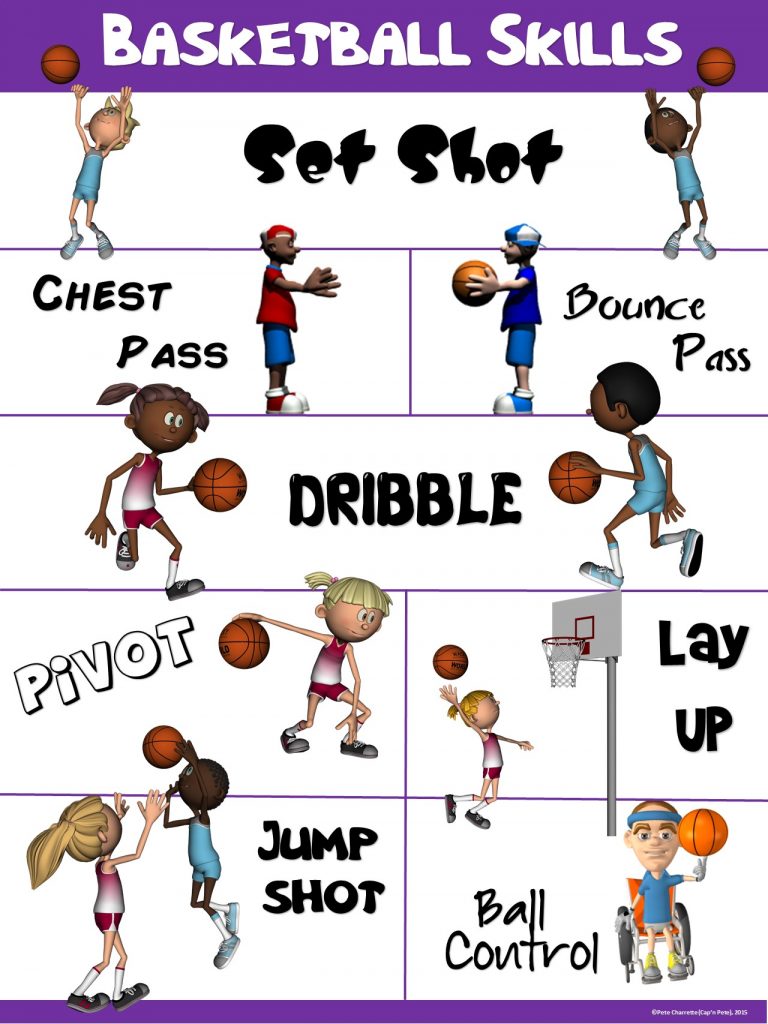 BASKETBALL SKILLS
Set Shot
CHEST
PASS
Bounce
Pass
DRIBBLE
PiVOT
Lay
UP
JUMP
SHOT
Ball
Control
©Pete Charrette (Cap'n Pete), 2015